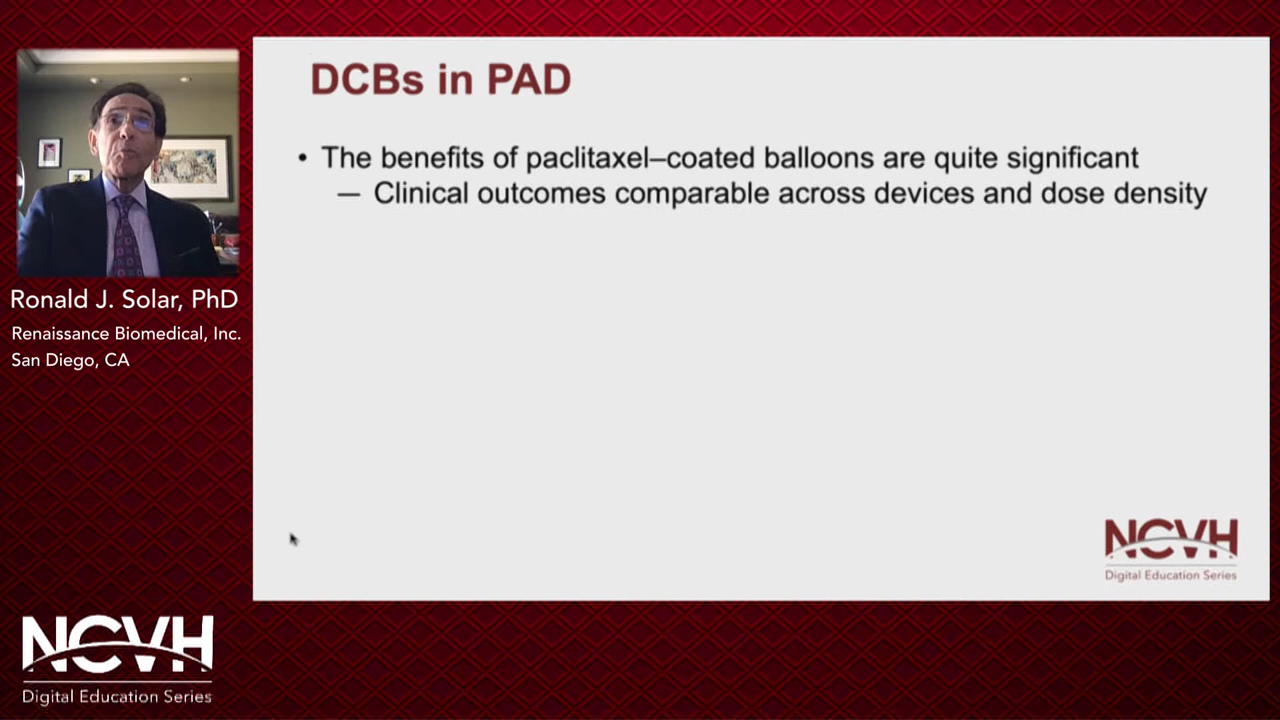 DCBs in PAD
• The benefits of paclitaxel–coated balloons are quite significant
— Clinical outcomes comparable across devices and dose density
Ronald J. Solar, PhD
Renaissance Biomedical, Inc.
San Diego, CA
NCVH
Digital Education Series
NCVH
Digital Education Series